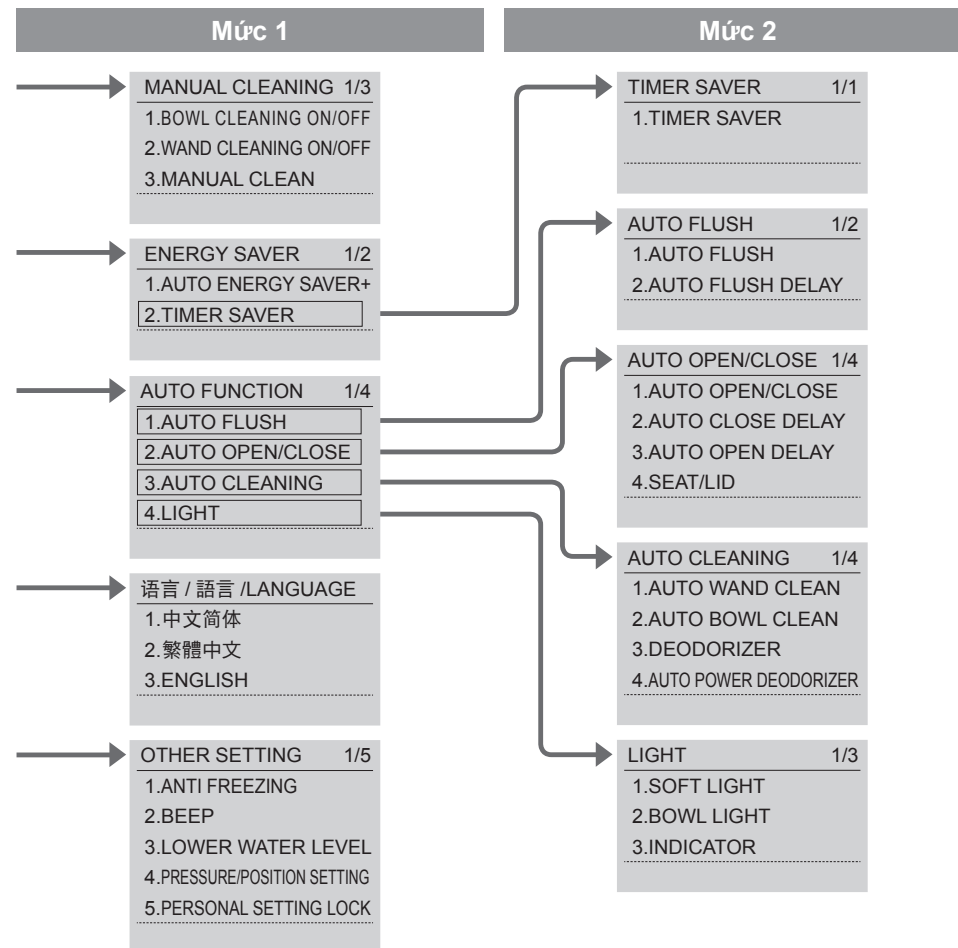 Mức 1
MANUAL CLEANING 1/3
1.BOWL CLEANING ON/OFF
2.WAND CLEANING ON/OFF
3.MANUAL CLEAN
ENERGY SAVER 1/2
1.AUTO ENERGY SAVER+
2.TIMER SAVER
AUTO FUNCTION 1/4
1.AUTO FLUSH
2.AUTO OPEN/CLOSE
3.AUTO CLEANING
4.LIGHT
语言 / 語言 /LANGUAGE
1.中文简体
2.繁體中文
3.ENGLISH
OTHER SETTING 1/5
1.ANTI FREEZING
2.BEEP
3.LOWER WATER LEVEL
4.PRESSURE/POSITION SETTING
5.PERSONAL SETTING LOCK
Mức 2
TIMER SAVER 1/1
1.TIMER SAVER
AUTO FLUSH 1/2
1.AUTO FLUSH
2.AUTO FLUSH DELAY
AUTO OPEN/CLOSE 1/4
1.AUTO OPEN/CLOSE
2.AUTO CLOSE DELAY
3.AUTO OPEN DELAY
4.SEAT/LID
AUTO CLEANING 1/4
1.AUTO WAND CLEAN
2.AUTO BOWL CLEAN
3.DEODORIZER
4.AUTO POWER DEODORIZER
LIGHT 1/3
1.SOFT LIGHT
2.BOWL LIGHT
3.INDICATOR